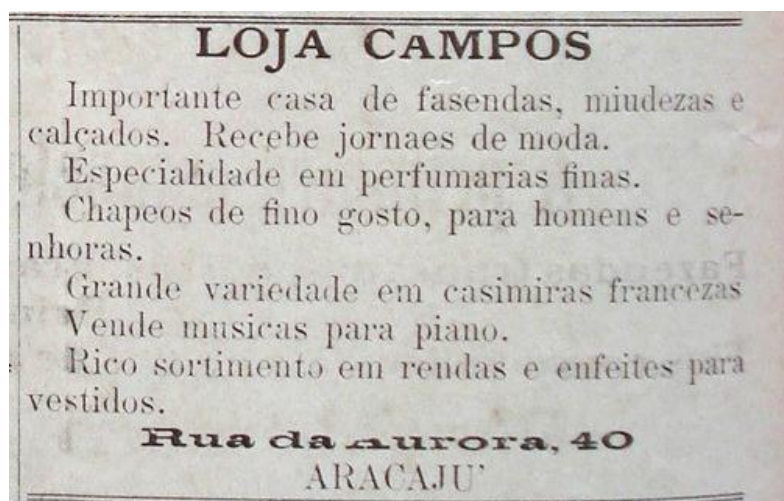 LOJA CAMPOS
Importante casa de fasendas, miudezas e
calçados. Recebe jornaes de moda.
Especialidade em perfumarias finas.
Chapeos de fino gosto, para homens e se-
nhoras.
Grande variedade em casimiras francezas
Vende musicas para piano.
Rico sortimento em rendas e enfeites para
vestidos.
Rua da Aurora, 40
ARACAJU'